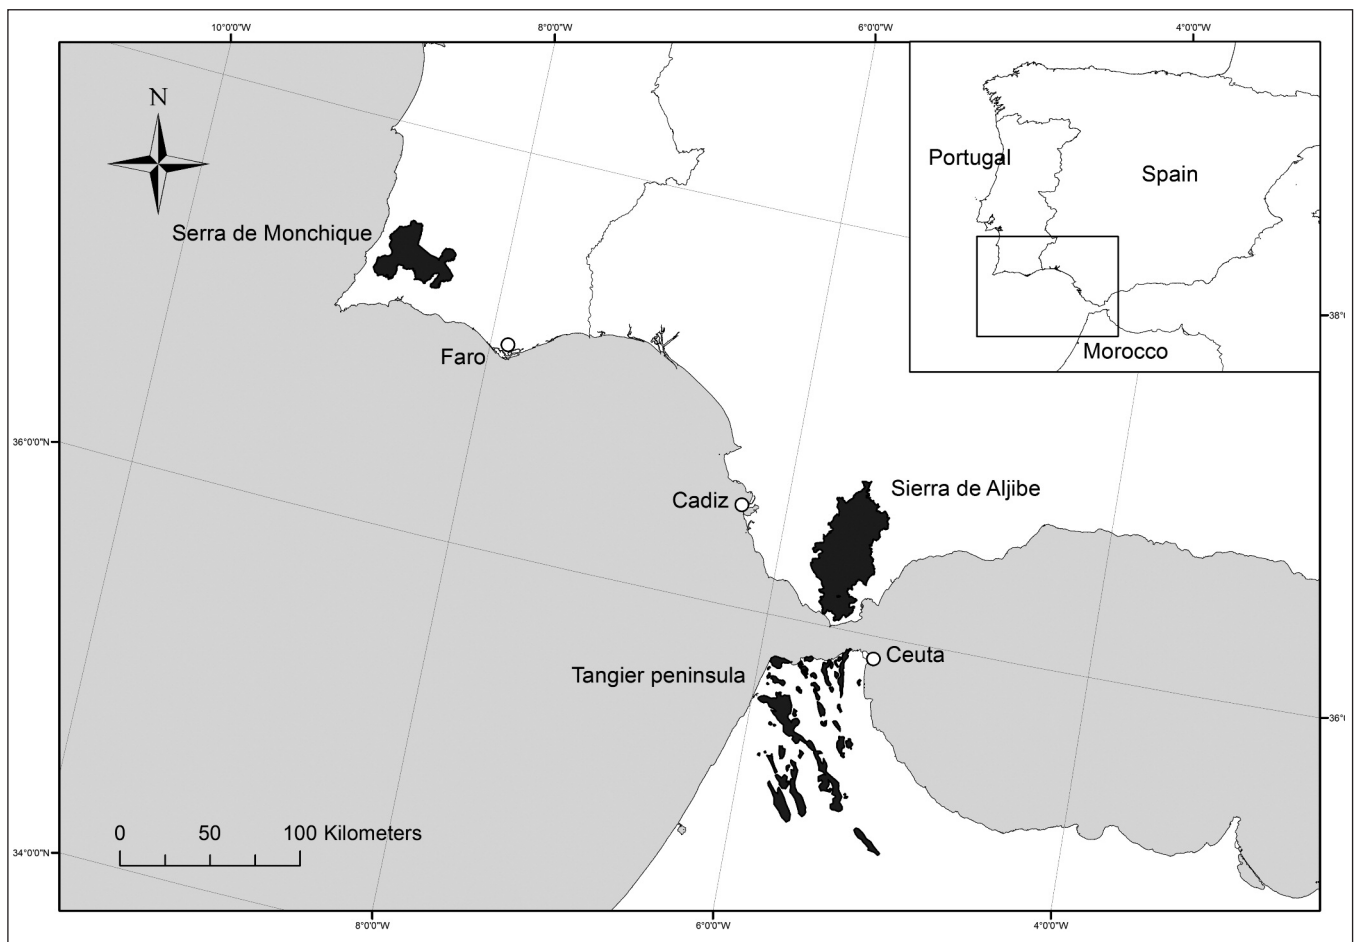 10°0'0"W
8°0'0"W
6°0'0"W
4°0'0"W
N
Portugal
Spain
Morocco
Serra de Monchique
Faro
38°
36°0'0"N
Cadiz
Sierra de Aljibe
Ceuta
Tangier peninsula
36°
0 50 100 Kilometers
34°0'0"N
8°0'0"W
6°0'0"W
4°0'0"W